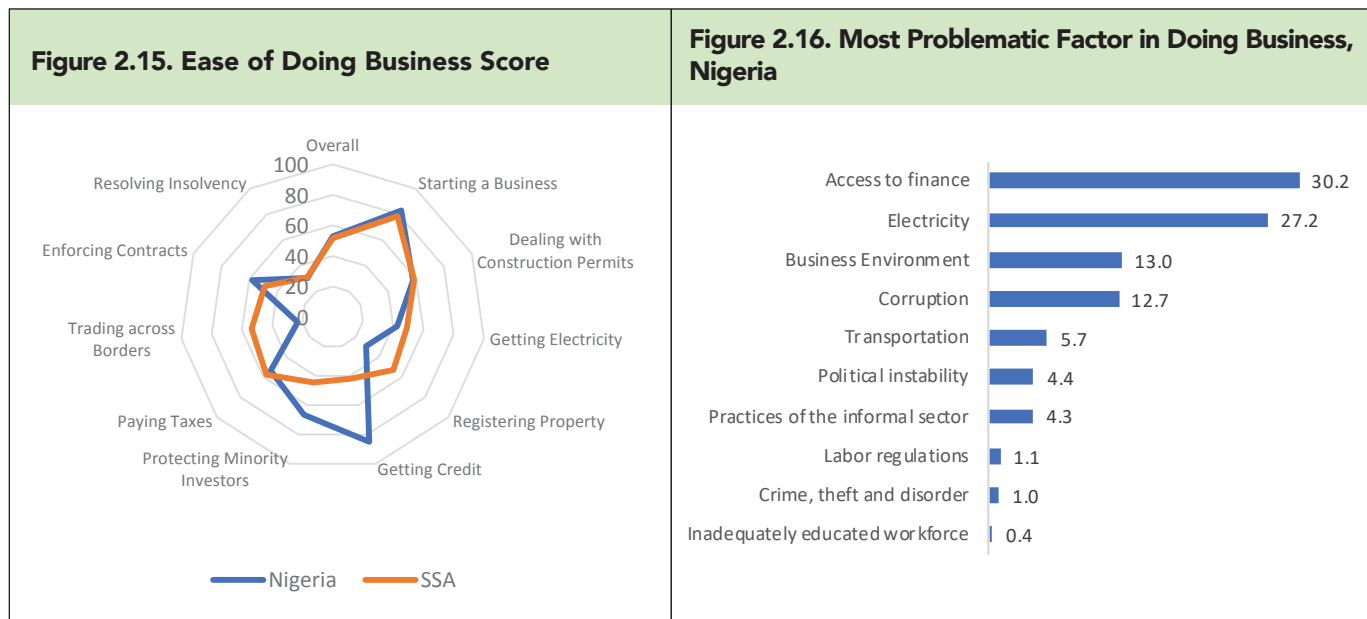 Figure 2.15. Ease of Doing Business Score
Overall
100
80
60
40
20
0
Starting a Business
Dealing with
Construction Permits
Getting Electricity
Registering Property
Getting Credit
Protecting Minority
Investors
Paying Taxes
Trading across
Borders
Enforcing Contracts
Resolving Insolvency
Nigeria
SSA
Figure 2.16. Most Problematic Factor in Doing Business,
Nigeria
Access to finance 30.2
Electricity 27.2
Business Environment 13.0
Corruption 12.7
Transportation 5.7
Political instability 4.4
Practices of the informal sector 4.3
Labor regulations 1.1
Crime, theft and disorder 1.0
Inadequately educated workforce 0.4